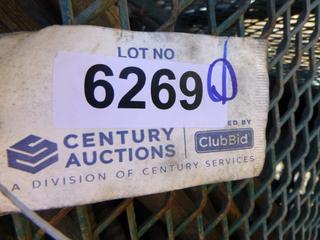 LOT NO
6269
CENTURY
AUCTIONS
ED BY
ClubBid
A DIVISION OF CENTURY SERVICES